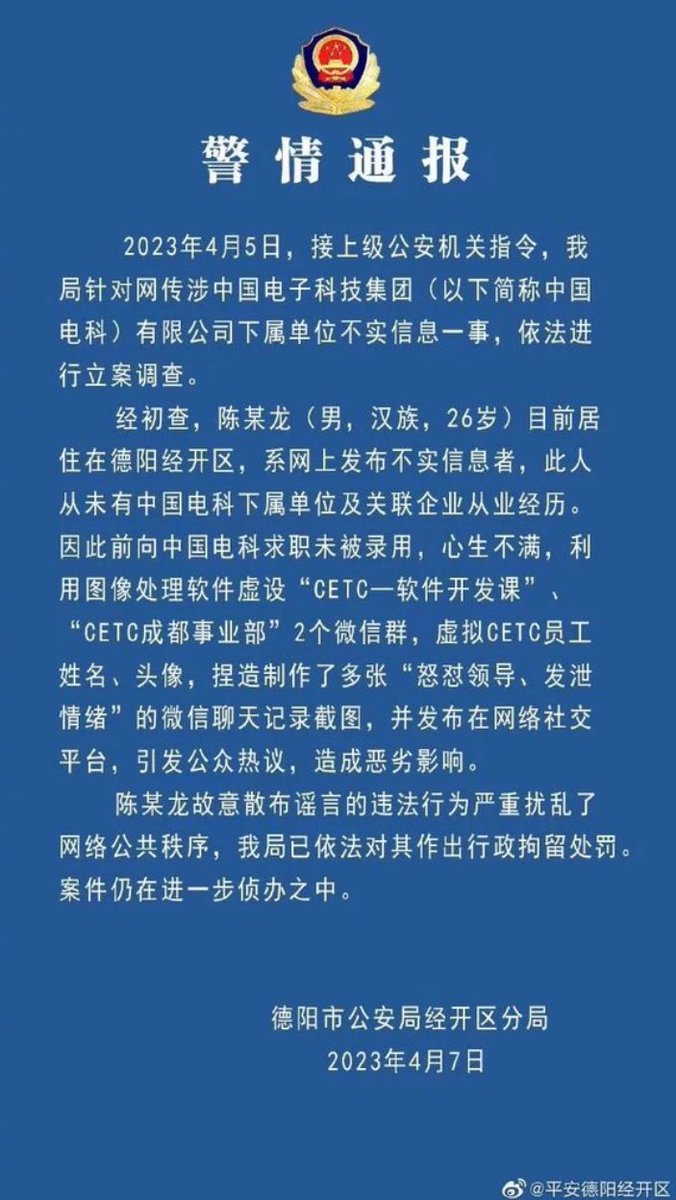 警情通报
2023年4月5日，接上级公安机关指令，我
局针对网传涉中国电子科技集团（以下简称中国
电科）有限公司下属单位不实信息一事，依法进
行立案调查。
经初查，陈某龙（男，汉族，26岁）目前居
住在德阳经开区，系网上发布不实信息者，此人
从未有中国电科下属单位及关联企业从业经历。
因此前向中国电科求职未被录用，心生不满，利
用图像处理软件虚设“CETC—软件开发课”、
“CETC成都事业部”2个微信群，虚拟CETC员工
姓名、头像，捏造制作了多张“怒怼领导、发泄
情绪”的微信聊天记录截图，并发布在网络社交
平台，引发公众热议，造成恶劣影响。
陈某龙故意散布谣言的违法行为严重扰乱了
网络公共秩序，我局已依法对其作出行政拘留处罚。
案件仍在进一步侦办之中。
德阳市公安局经开区分局
2023年4月7日
@平安德阳经开区